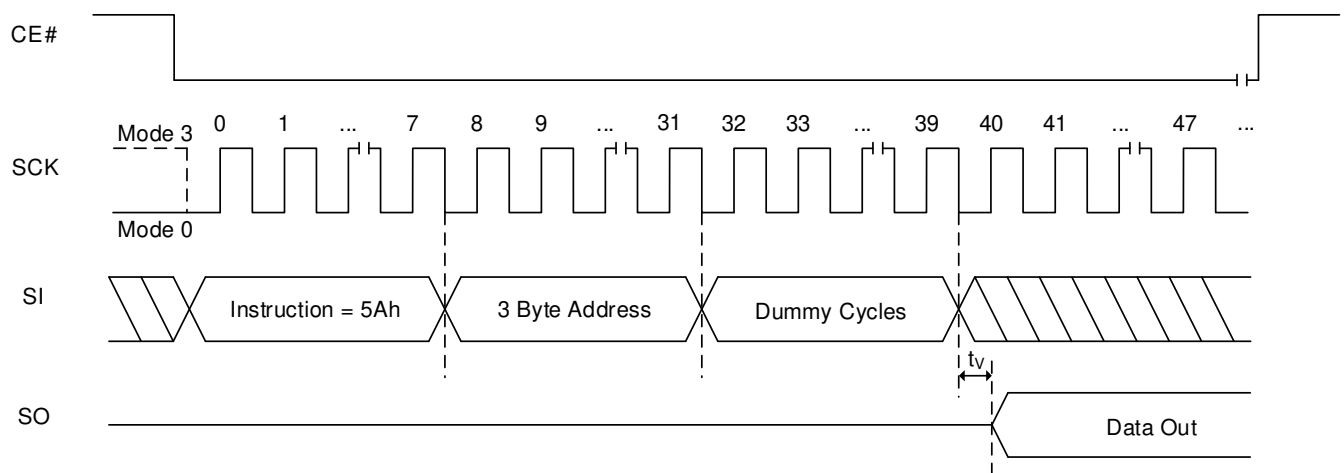 CE#
Mode 3 0 1 ... 7 8 9 ... 31 32 33 ... 39 40 41 ... 47 ...
SCK
Mode 0
SI Instruction = 5Ah 3 Byte Address Dummy Cycles
tV
SO Data Out